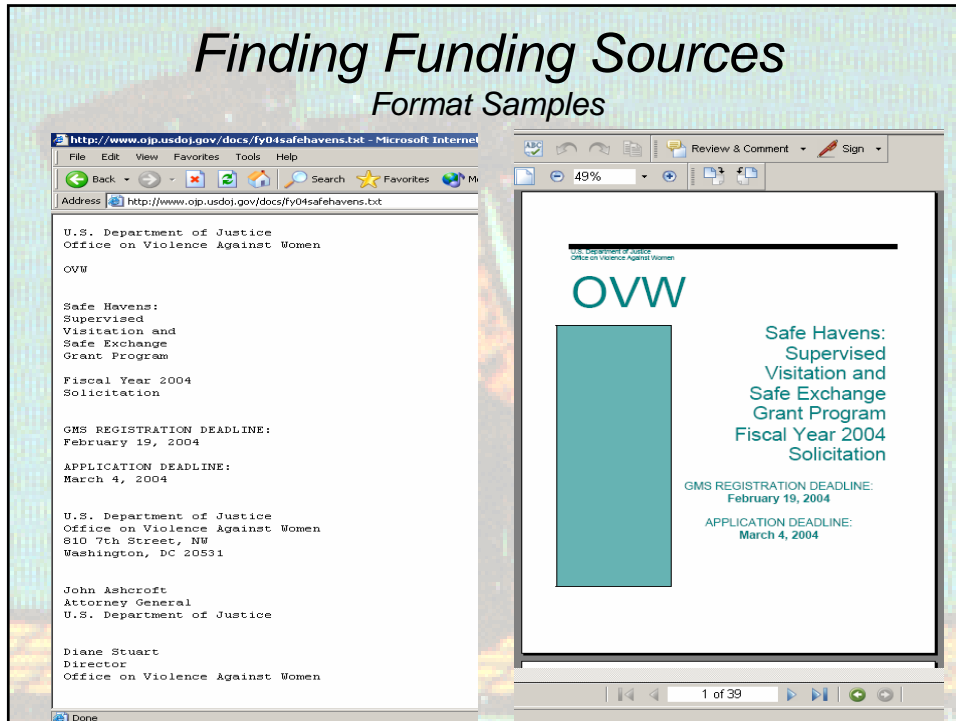 Finding Funding Sources
Format Samples
http://www.ojp.usdoj.gov/docs/fy04safehavens.txt - Microsoft Interne
File Edit View Favorites Tools Help
Back Search Favorites
Address http://www.ojp.usdoj.gov/docs/fy04safehavens.txt
U.S. Department of Justice
Office on Violence Against Women
OVW
Safe Havens:
Supervised
Visitation and
Safe Exchange
Grant Program
Fiscal Year 2004
Solicitation
GMS REGISTRATION DEADLINE:
February 19, 2004
APPLICATION DEADLINE:
March 4, 2004
U.S. Department of Justice
Office on Violence Against Women
810 7th Street, NW
Washington, DC 20531
John Ashcroft
Attorney General
U.S. Department of Justice
Diane Stuart
Director
Office on Violence Against Women
Done
ABC Review & Comment Sign
49%
U.S. Department of Justice
Office on Violence Against Women
OVW
Safe Havens:
Supervised
Visitation and
Safe Exchange
Grant Program
Fiscal Year 2004
Solicitation
GMS REGISTRATION DEADLINE:
February 19, 2004
APPLICATION DEADLINE:
March 4, 2004
1 of 39